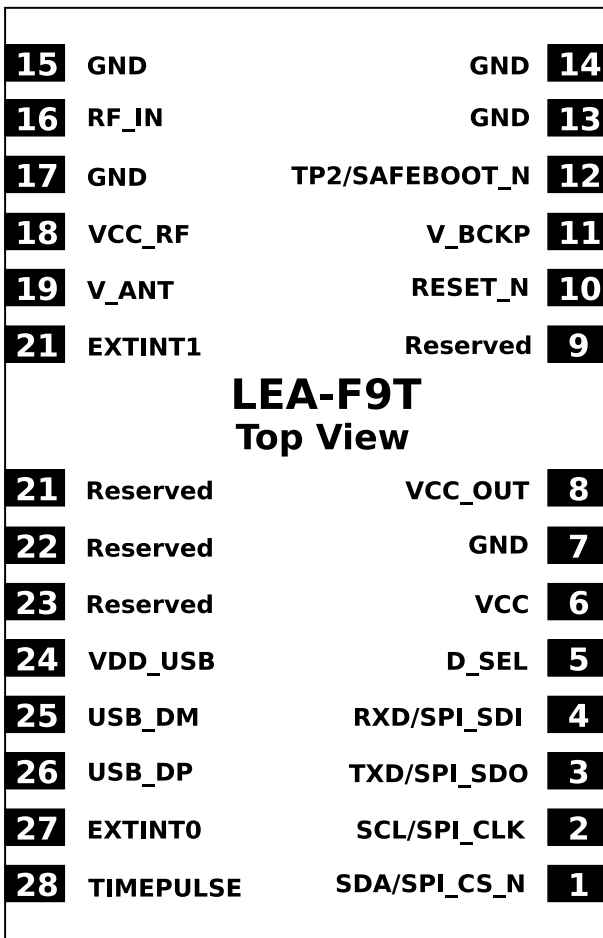 15 GND GND 14
16 RF_IN GND 13
17 GND TP2/SAFEBOOT_N 12
18 VCC_RF V_BCKP 11
19 V_ANT RESET_N 10
21 EXTINT1 Reserved 9
LEA-F9T
Top View
21 Reserved VCC_OUT 8
22 Reserved GND 7
23 Reserved VCC 6
24 VDD_USB D_SEL 5
25 USB_DM RXD/SPI_SDI 4
26 USB_DP TXD/SPI_SDO 3
27 EXTINT0 SCL/SPI_CLK 2
28 TIMEPULSE SDA/SPI_CS_N 1